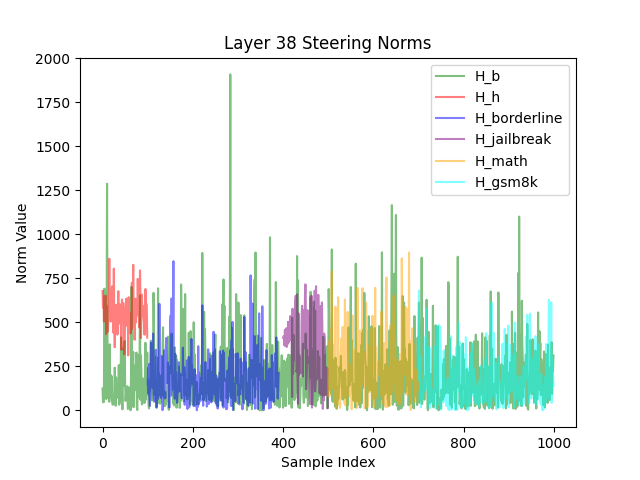 Layer 38 Steering Norms
2000
1750
1500
1250
1000
750
500
250
0
Norm Value
H_b
H_h
H_borderline
H_jailbreak
H_math
H_gsm8k
0 200 400 600 800 1000
Sample Index